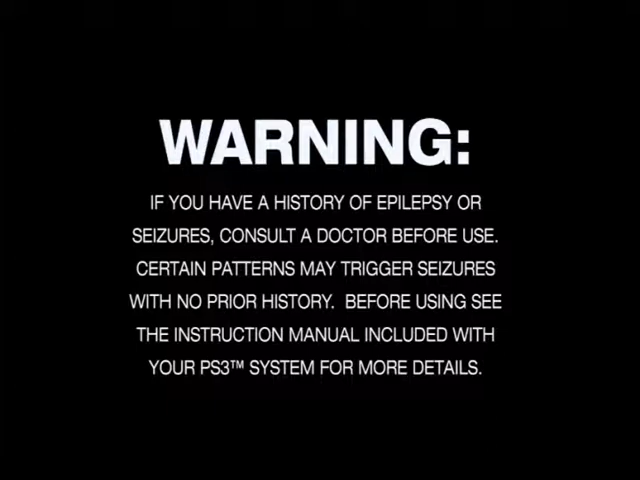 WARNING:
IF YOU HAVE A HISTORY OF EPILEPSY OR
SEIZURES, CONSULT A DOCTOR BEFORE USE.
CERTAIN PATTERNS MAY TRIGGER SEIZURES
WITH NO PRIOR HISTORY.  BEFORE USING SEE
THE INSTRUCTION MANUAL INCLUDED WITH
YOUR PS3™ SYSTEM FOR MORE DETAILS.